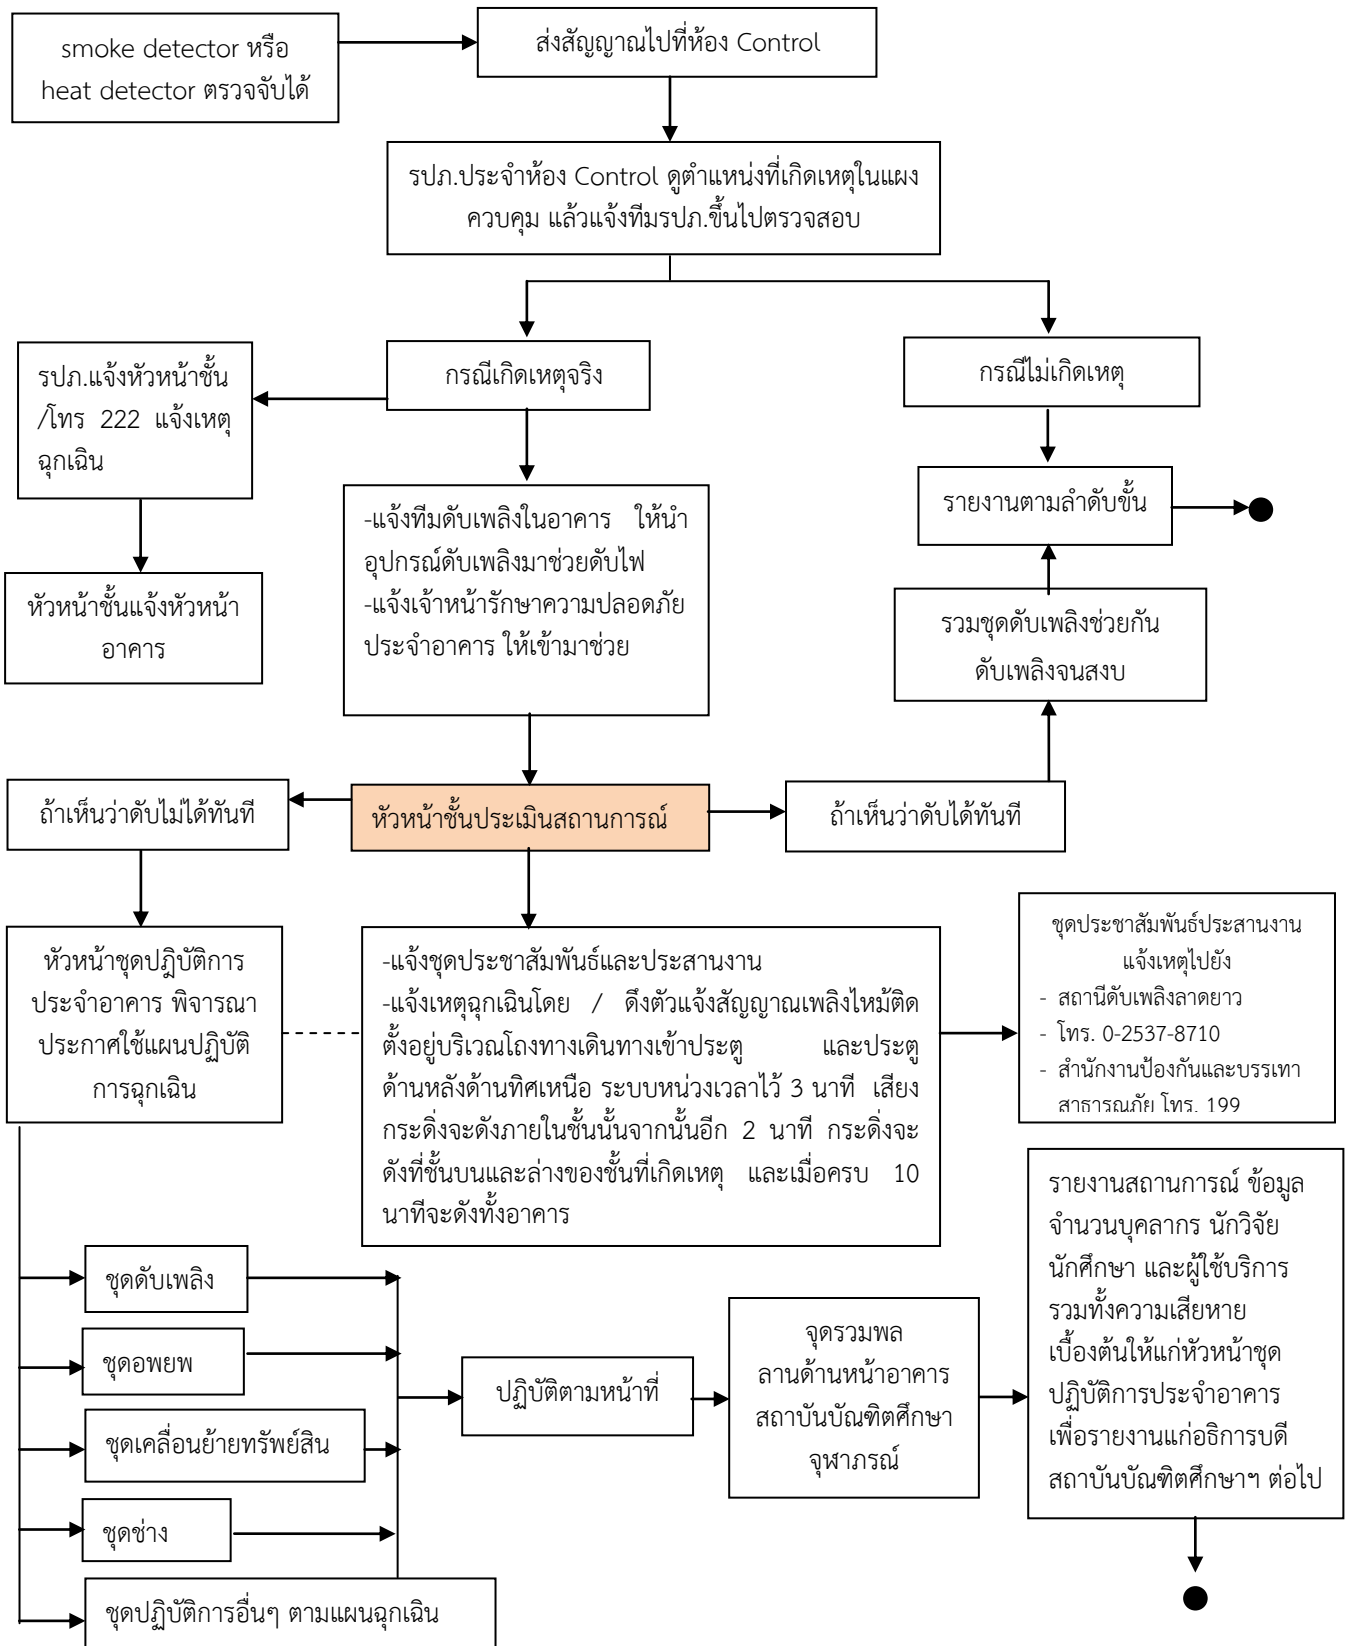 smoke detector หรือ
heat detector ตรวจจับได้
ส่งสัญญาณไปที่ห้อง Control
รปภ.ประจำห้อง Control ดูตำแหน่งที่เกิดเหตุในแผง
ควบคุม แล้วแจ้งทีมรปภ.ขึ้นไปตรวจสอบ
รปภ.แจ้งหัวหน้าชั้น
/โทร 222 แจ้งเหตุ
ฉุกเฉิน
กรณีเกิดเหตุจริง
กรณีไม่เกิดเหตุ
รายงานตามลำดับขั้น
-แจ้งทีมดับเพลิงในอาคาร ให้นำ
อุปกรณ์ดับเพลิงมาช่วยดับไฟ
-แจ้งเจ้าหน้ารักษาความปลอดภัย
ประจำอาคาร ให้เข้ามาช่วย
หัวหน้าชั้นแจ้งหัวหน้า
อาคาร
รวมชุดดับเพลิงช่วยกัน
ดับเพลิงจนสงบ
ถ้าเห็นว่าดับไม่ได้ทันที
หัวหน้าชั้นประเมินสถานการณ์
ถ้าเห็นว่าดับได้ทันที
หัวหน้าชุดปฎิบัติการ
ประจำอาคาร พิจารณา
ประกาศใช้แผนปฏิบัติ
การฉุกเฉิน
-แจ้งชุดประชาสัมพันธ์และประสานงาน
-แจ้งเหตุฉุกเฉินโดย / ดึงตัวแจ้งสัญญาณเพลิงไหม้ติด
ตั้งอยู่บริเวณโถงทางเดินทางเข้าประตู และประตู
ด้านหลังด้านทิศเหนือ ระบบหน่วงเวลาไว้ 3 นาที เสียง
กระดิ่งจะดังภายในชั้นนั้นจากนั้นอีก 2 นาที กระดิ่งจะ
ดังที่ชั้นบนและล่างของชั้นที่เกิดเหตุ และเมื่อครบ 10
นาทีจะดังทั้งอาคาร
ชุดประชาสัมพันธ์ประสานงาน
แจ้งเหตุไปยัง
- สถานีดับเพลิงลาดยาว
- โทร. 0-2537-8710
- สำนักงานป้องกันและบรรเทา
สาธารณภัย โทร. 199
ชุดดับเพลิง
ชุดอพยพ
ชุดเคลื่อนย้ายทรัพย์สิน
ชุดช่าง
ชุดปฏิบัติการอื่นๆ ตามแผนฉุกเฉิน
ปฏิบัติตามหน้าที่
จุดรวมพล
ลานด้านหน้าอาคาร
สถาบันบัณฑิตศึกษา
จุฬาภรณ์
รายงานสถานการณ์ ข้อมูล
จำนวนบุคลากร นักวิจัย
นักศึกษา และผู้ใช้บริการ
รวมทั้งความเสียหาย
เบื้องต้นให้แก่หัวหน้าชุด
ปฏิบัติการประจำอาคาร
เพื่อรายงานแก่อธิการบดี
สถาบันบัณฑิตศึกษาฯ ต่อไป